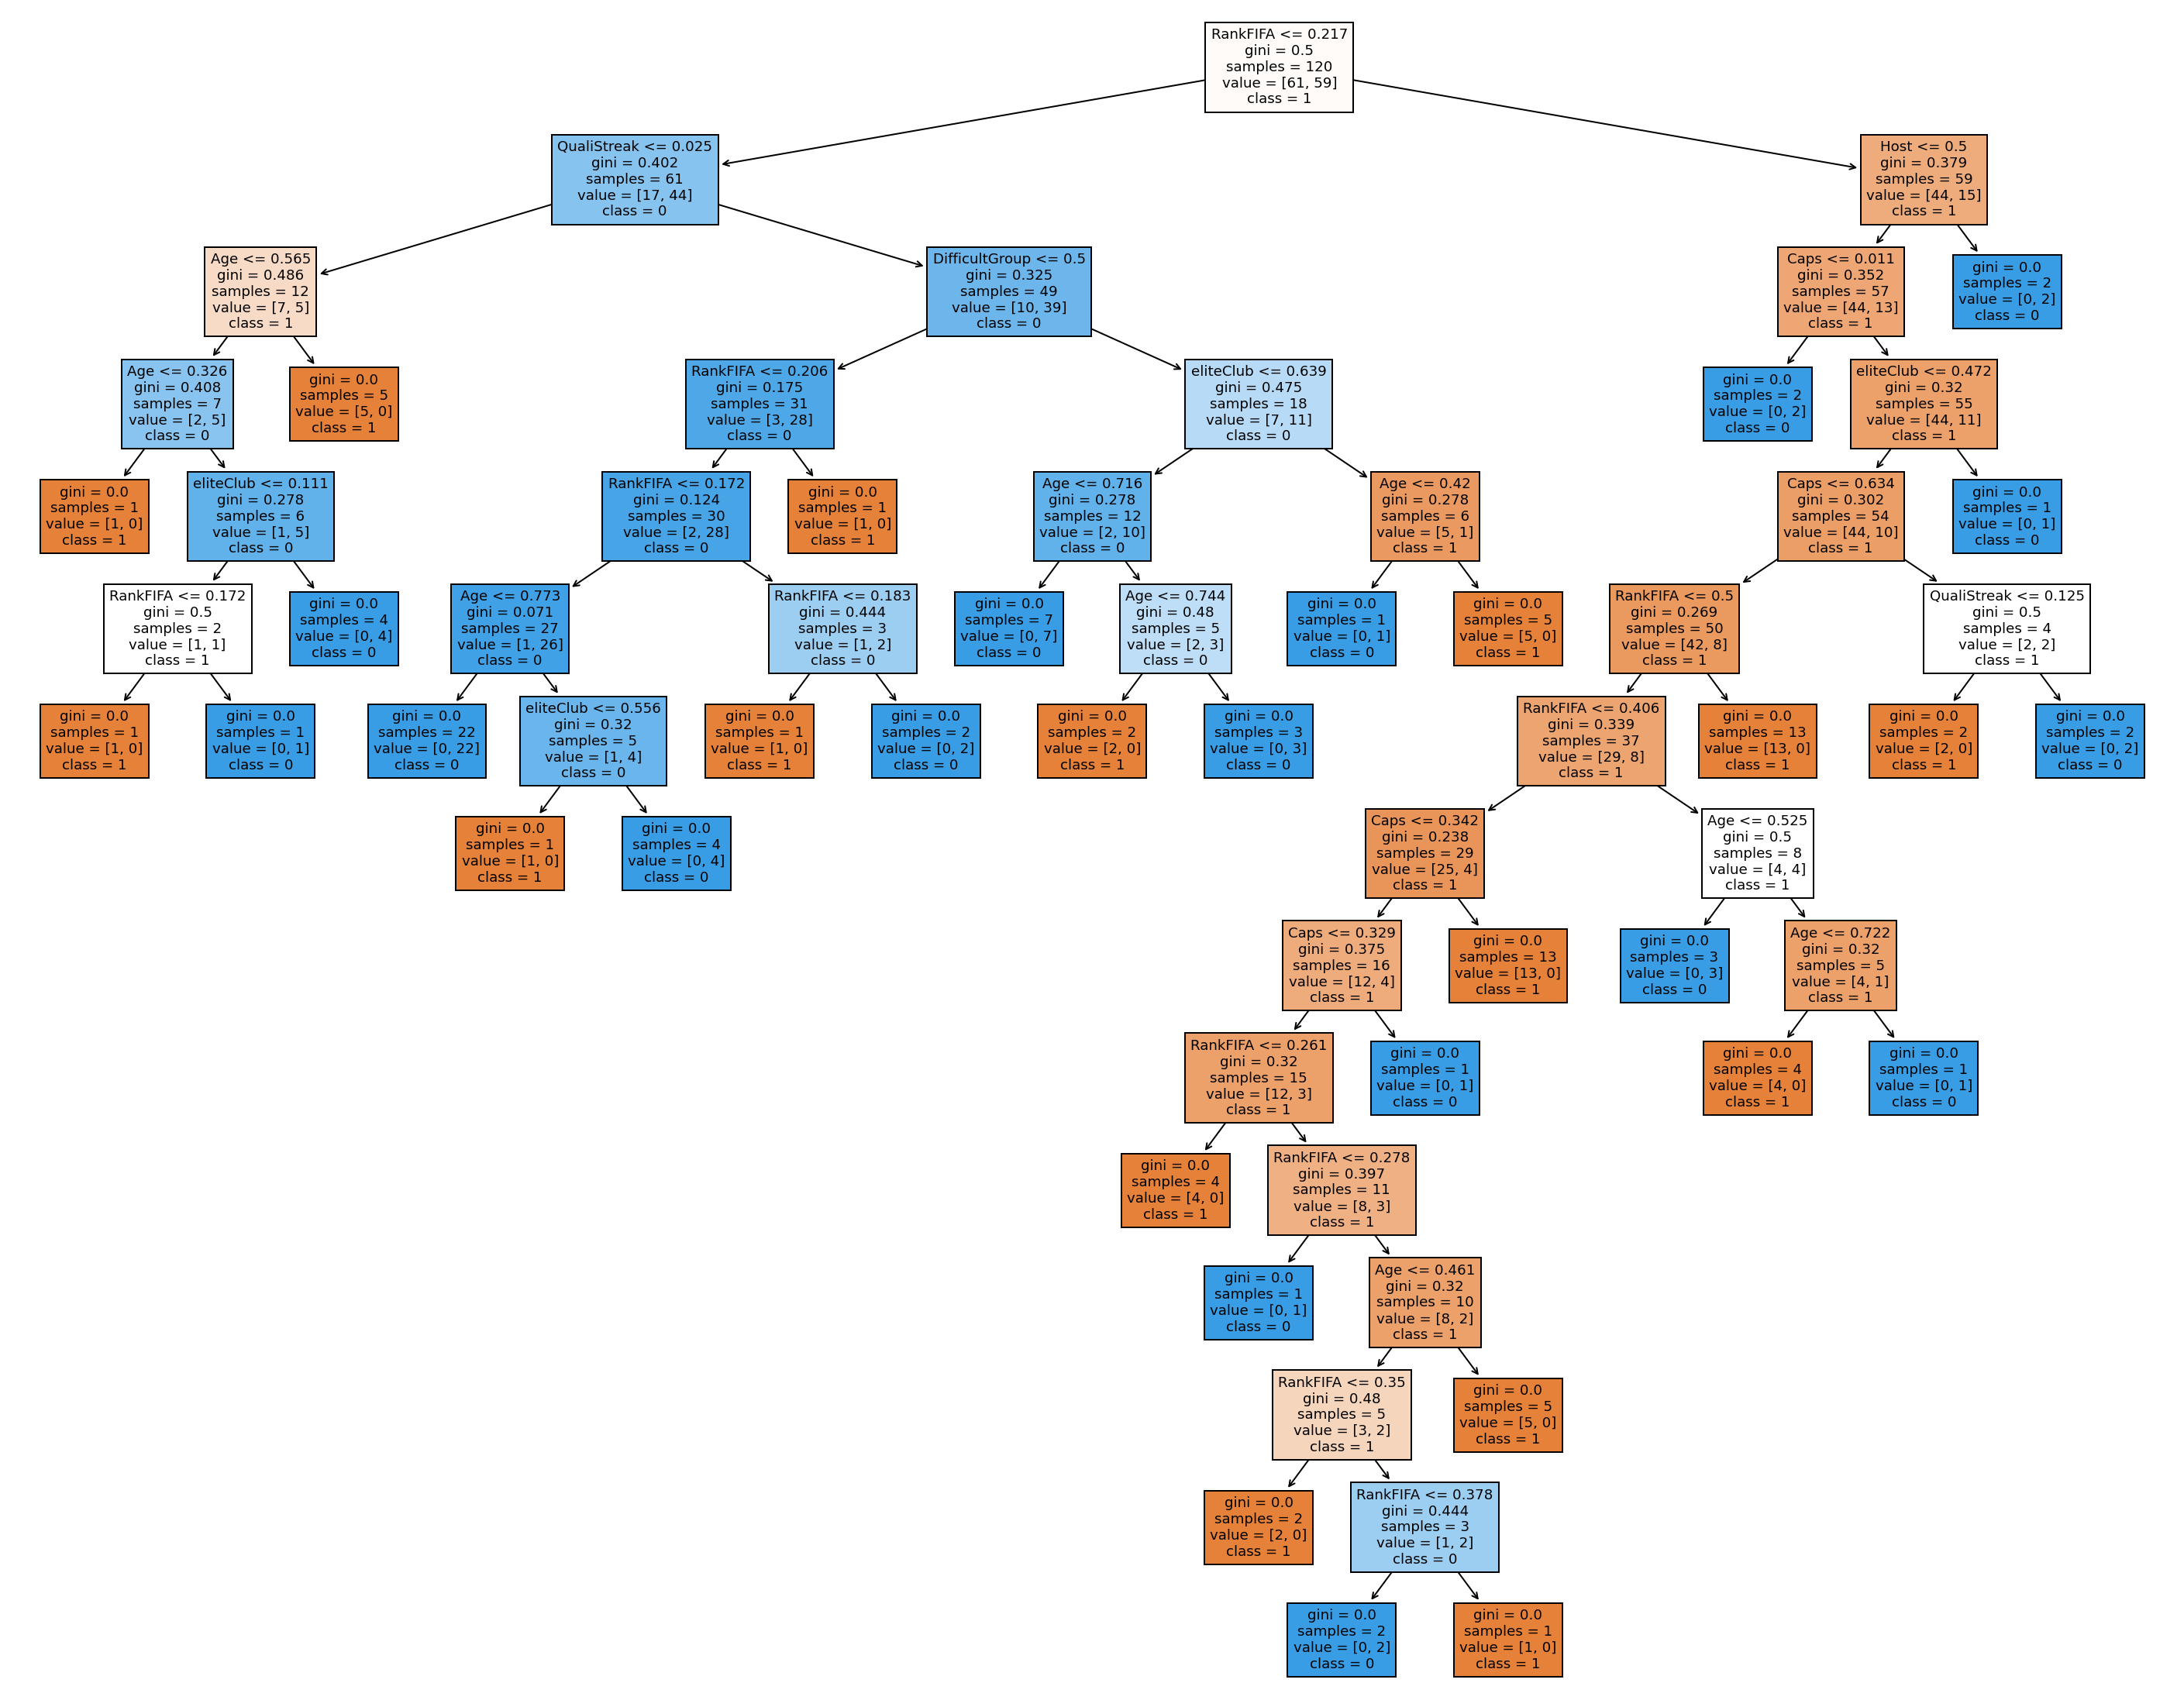 RankFIFA <= 0.217
gini = 0.5
samples = 120
value = [61, 59]
class = 1
QualiStreak <= 0.025
gini = 0.402
samples = 61
value = [17, 44]
class = 0
Host <= 0.5
gini = 0.379
samples = 59
value = [44, 15]
class = 1
Age <= 0.565
gini = 0.486
samples = 12
value = [7, 5]
class = 1
DifficultGroup <= 0.5
gini = 0.325
samples = 49
value = [10, 39]
class = 0
Caps <= 0.011
gini = 0.352
samples = 57
value = [44, 13]
class = 1
gini = 0.0
samples = 2
value = [0, 2]
class = 0
Age <= 0.326
gini = 0.408
samples = 7
value = [2, 5]
class = 0
gini = 0.0
samples = 5
value = [5, 0]
class = 1
RankFIFA <= 0.206
gini = 0.175
samples = 31
value = [3, 28]
class = 0
eliteClub <= 0.639
gini = 0.475
samples = 18
value = [7, 11]
class = 0
gini = 0.0
samples = 2
value = [0, 2]
class = 0
eliteClub <= 0.472
gini = 0.32
samples = 55
value = [44, 11]
class = 1
gini = 0.0
samples = 1
value = [1, 0]
class = 1
eliteClub <= 0.111
gini = 0.278
samples = 6
value = [1, 5]
class = 0
RankFIFA <= 0.172
gini = 0.124
samples = 30
value = [2, 28]
class = 0
gini = 0.0
samples = 1
value = [1, 0]
class = 1
Age <= 0.716
gini = 0.278
samples = 12
value = [2, 10]
class = 0
Age <= 0.42
gini = 0.278
samples = 6
value = [5, 1]
class = 1
Caps <= 0.634
gini = 0.302
samples = 54
value = [44, 10]
class = 1
gini = 0.0
samples = 1
value = [0, 1]
class = 0
RankFIFA <= 0.172
gini = 0.5
samples = 2
value = [1, 1]
class = 1
gini = 0.0
samples = 4
value = [0, 4]
class = 0
Age <= 0.773
gini = 0.071
samples = 27
value = [1, 26]
class = 0
RankFIFA <= 0.183
gini = 0.444
samples = 3
value = [1, 2]
class = 0
gini = 0.0
samples = 7
value = [0, 7]
class = 0
Age <= 0.744
gini = 0.48
samples = 5
value = [2, 3]
class = 0
gini = 0.0
samples = 1
value = [0, 1]
class = 0
gini = 0.0
samples = 5
value = [5, 0]
class = 1
RankFIFA <= 0.5
gini = 0.269
samples = 50
value = [42, 8]
class = 1
QualiStreak <= 0.125
gini = 0.5
samples = 4
value = [2, 2]
class = 1
gini = 0.0
samples = 1
value = [1, 0]
class = 1
gini = 0.0
samples = 1
value = [0, 1]
class = 0
gini = 0.0
samples = 22
value = [0, 22]
class = 0
eliteClub <= 0.556
gini = 0.32
samples = 5
value = [1, 4]
class = 0
gini = 0.0
samples = 1
value = [1, 0]
class = 1
gini = 0.0
samples = 2
value = [0, 2]
class = 0
gini = 0.0
samples = 2
value = [2, 0]
class = 1
gini = 0.0
samples = 3
value = [0, 3]
class = 0
RankFIFA <= 0.406
gini = 0.339
samples = 37
value = [29, 8]
class = 1
gini = 0.0
samples = 13
value = [13, 0]
class = 1
gini = 0.0
samples = 2
value = [2, 0]
class = 1
gini = 0.0
samples = 2
value = [0, 2]
class = 0
gini = 0.0
samples = 1
value = [1, 0]
class = 1
gini = 0.0
samples = 4
value = [0, 4]
class = 0
Caps <= 0.342
gini = 0.238
samples = 29
value = [25, 4]
class = 1
Age <= 0.525
gini = 0.5
samples = 8
value = [4, 4]
class = 1
Caps <= 0.329
gini = 0.375
samples = 16
value = [12, 4]
class = 1
gini = 0.0
samples = 13
value = [13, 0]
class = 1
gini = 0.0
samples = 3
value = [0, 3]
class = 0
Age <= 0.722
gini = 0.32
samples = 5
value = [4, 1]
class = 1
RankFIFA <= 0.261
gini = 0.32
samples = 15
value = [12, 3]
class = 1
gini = 0.0
samples = 1
value = [0, 1]
class = 0
gini = 0.0
samples = 4
value = [4, 0]
class = 1
gini = 0.0
samples = 1
value = [0, 1]
class = 0
gini = 0.0
samples = 4
value = [4, 0]
class = 1
RankFIFA <= 0.278
gini = 0.397
samples = 11
value = [8, 3]
class = 1
gini = 0.0
samples = 1
value = [0, 1]
class = 0
Age <= 0.461
gini = 0.32
samples = 10
value = [8, 2]
class = 1
RankFIFA <= 0.35
gini = 0.48
samples = 5
value = [3, 2]
class = 1
gini = 0.0
samples = 5
value = [5, 0]
class = 1
gini = 0.0
samples = 2
value = [2, 0]
class = 1
RankFIFA <= 0.378
gini = 0.444
samples = 3
value = [1, 2]
class = 0
gini = 0.0
samples = 2
value = [0, 2]
class = 0
gini = 0.0
samples = 1
value = [1, 0]
class = 1